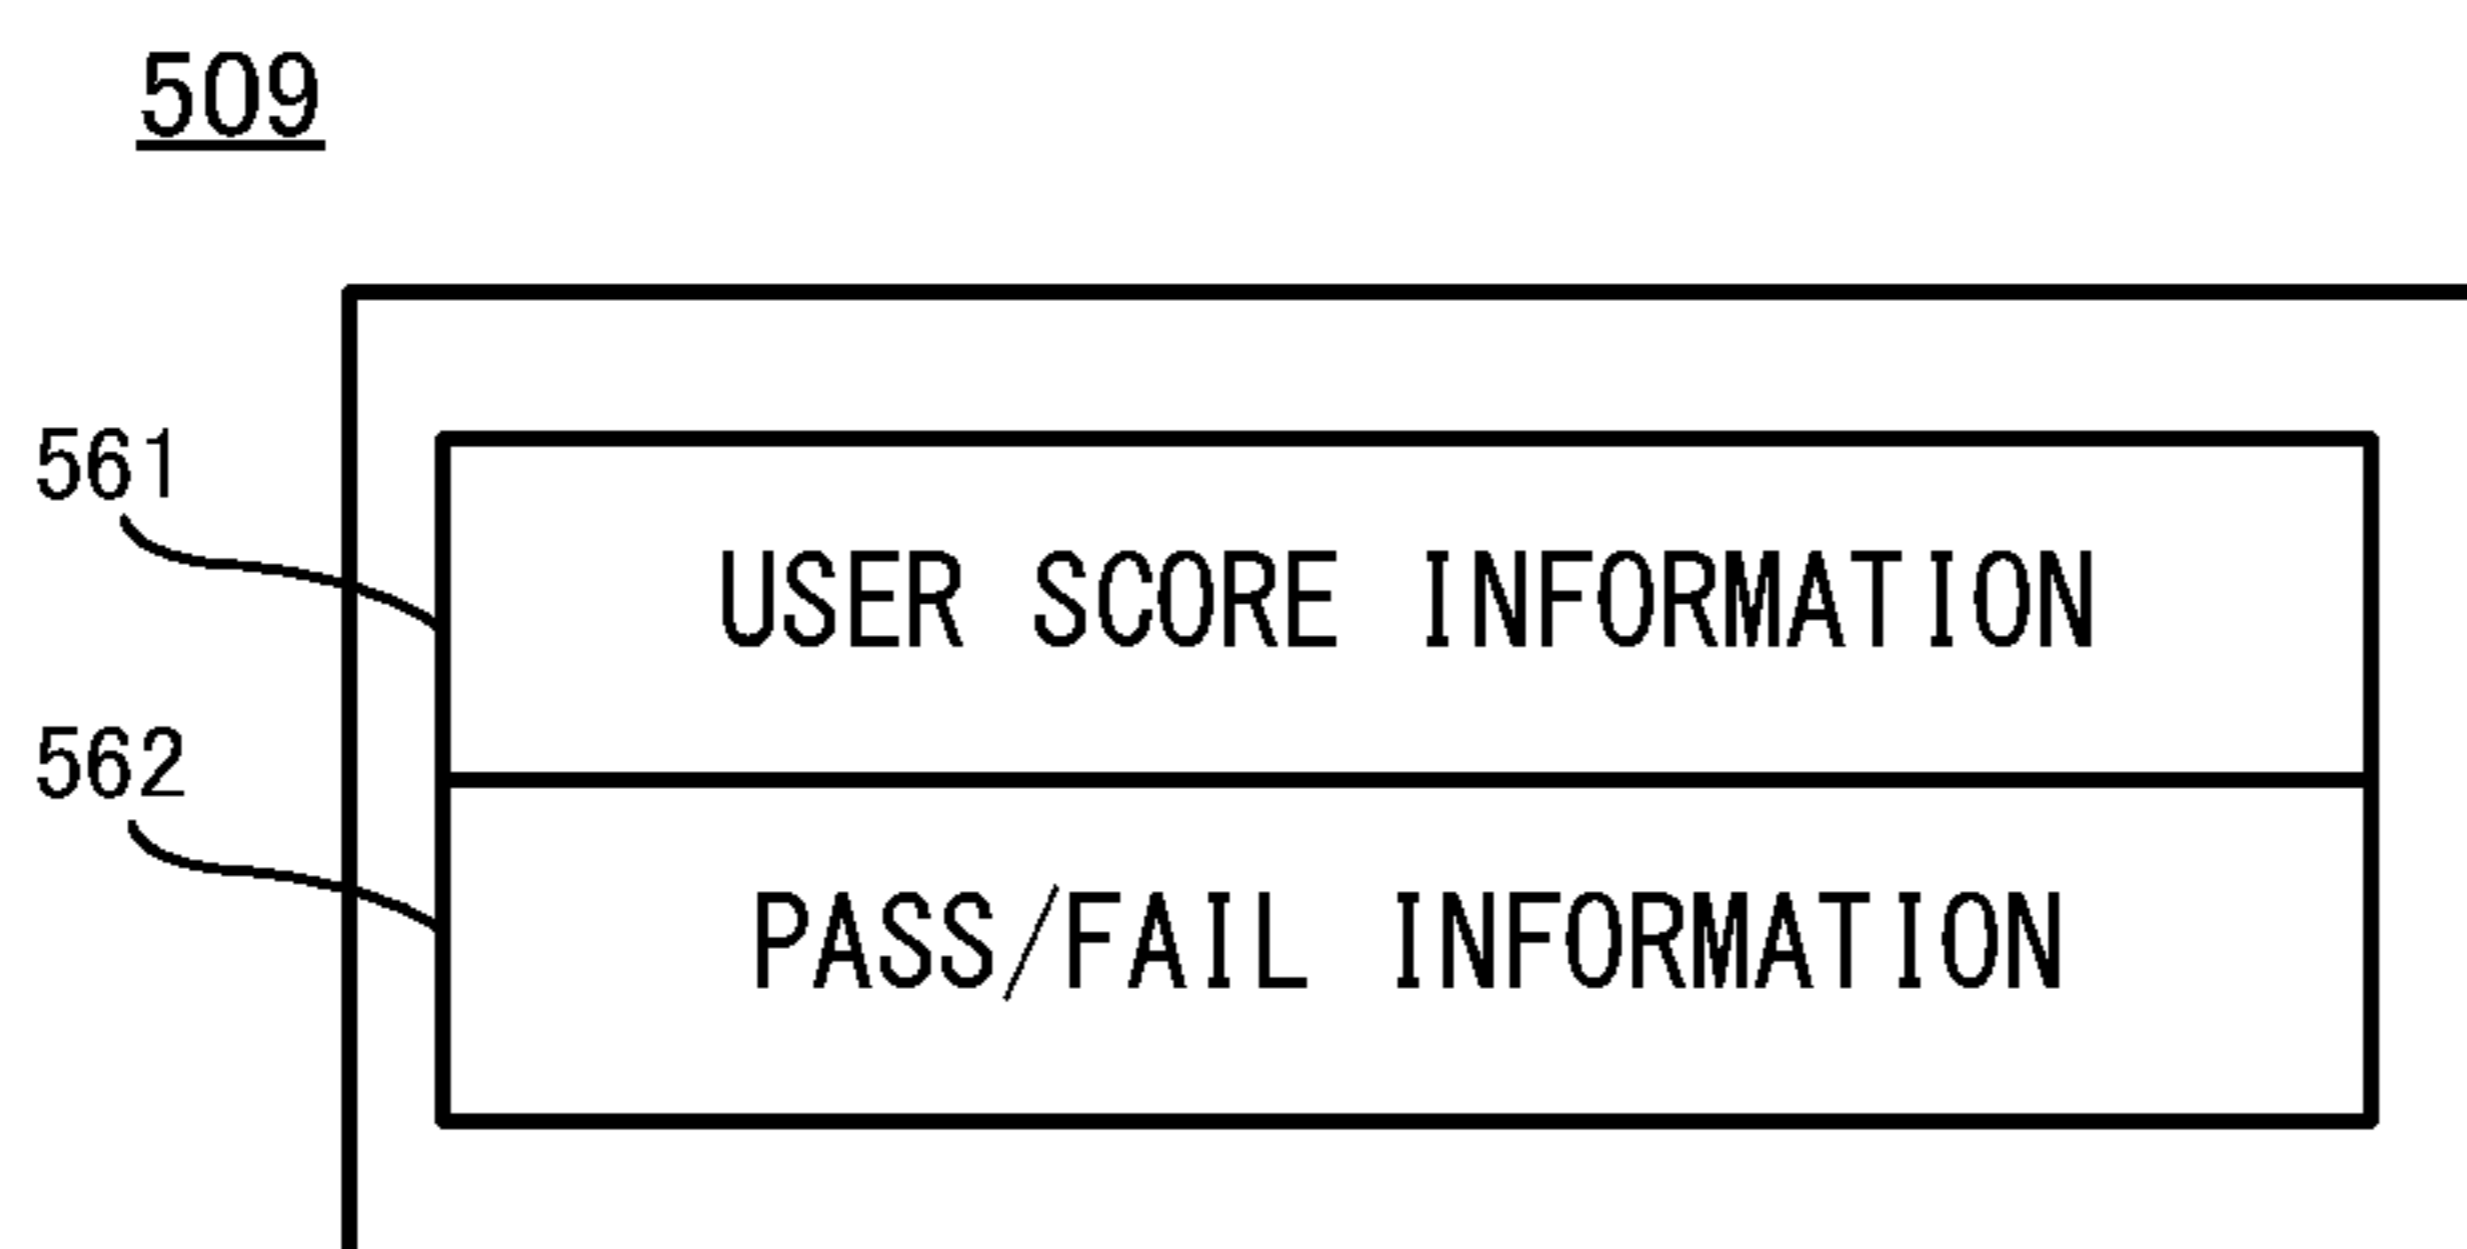 509
561
USER SCORE INFORMATION
562
PASS/FAIL INFORMATION